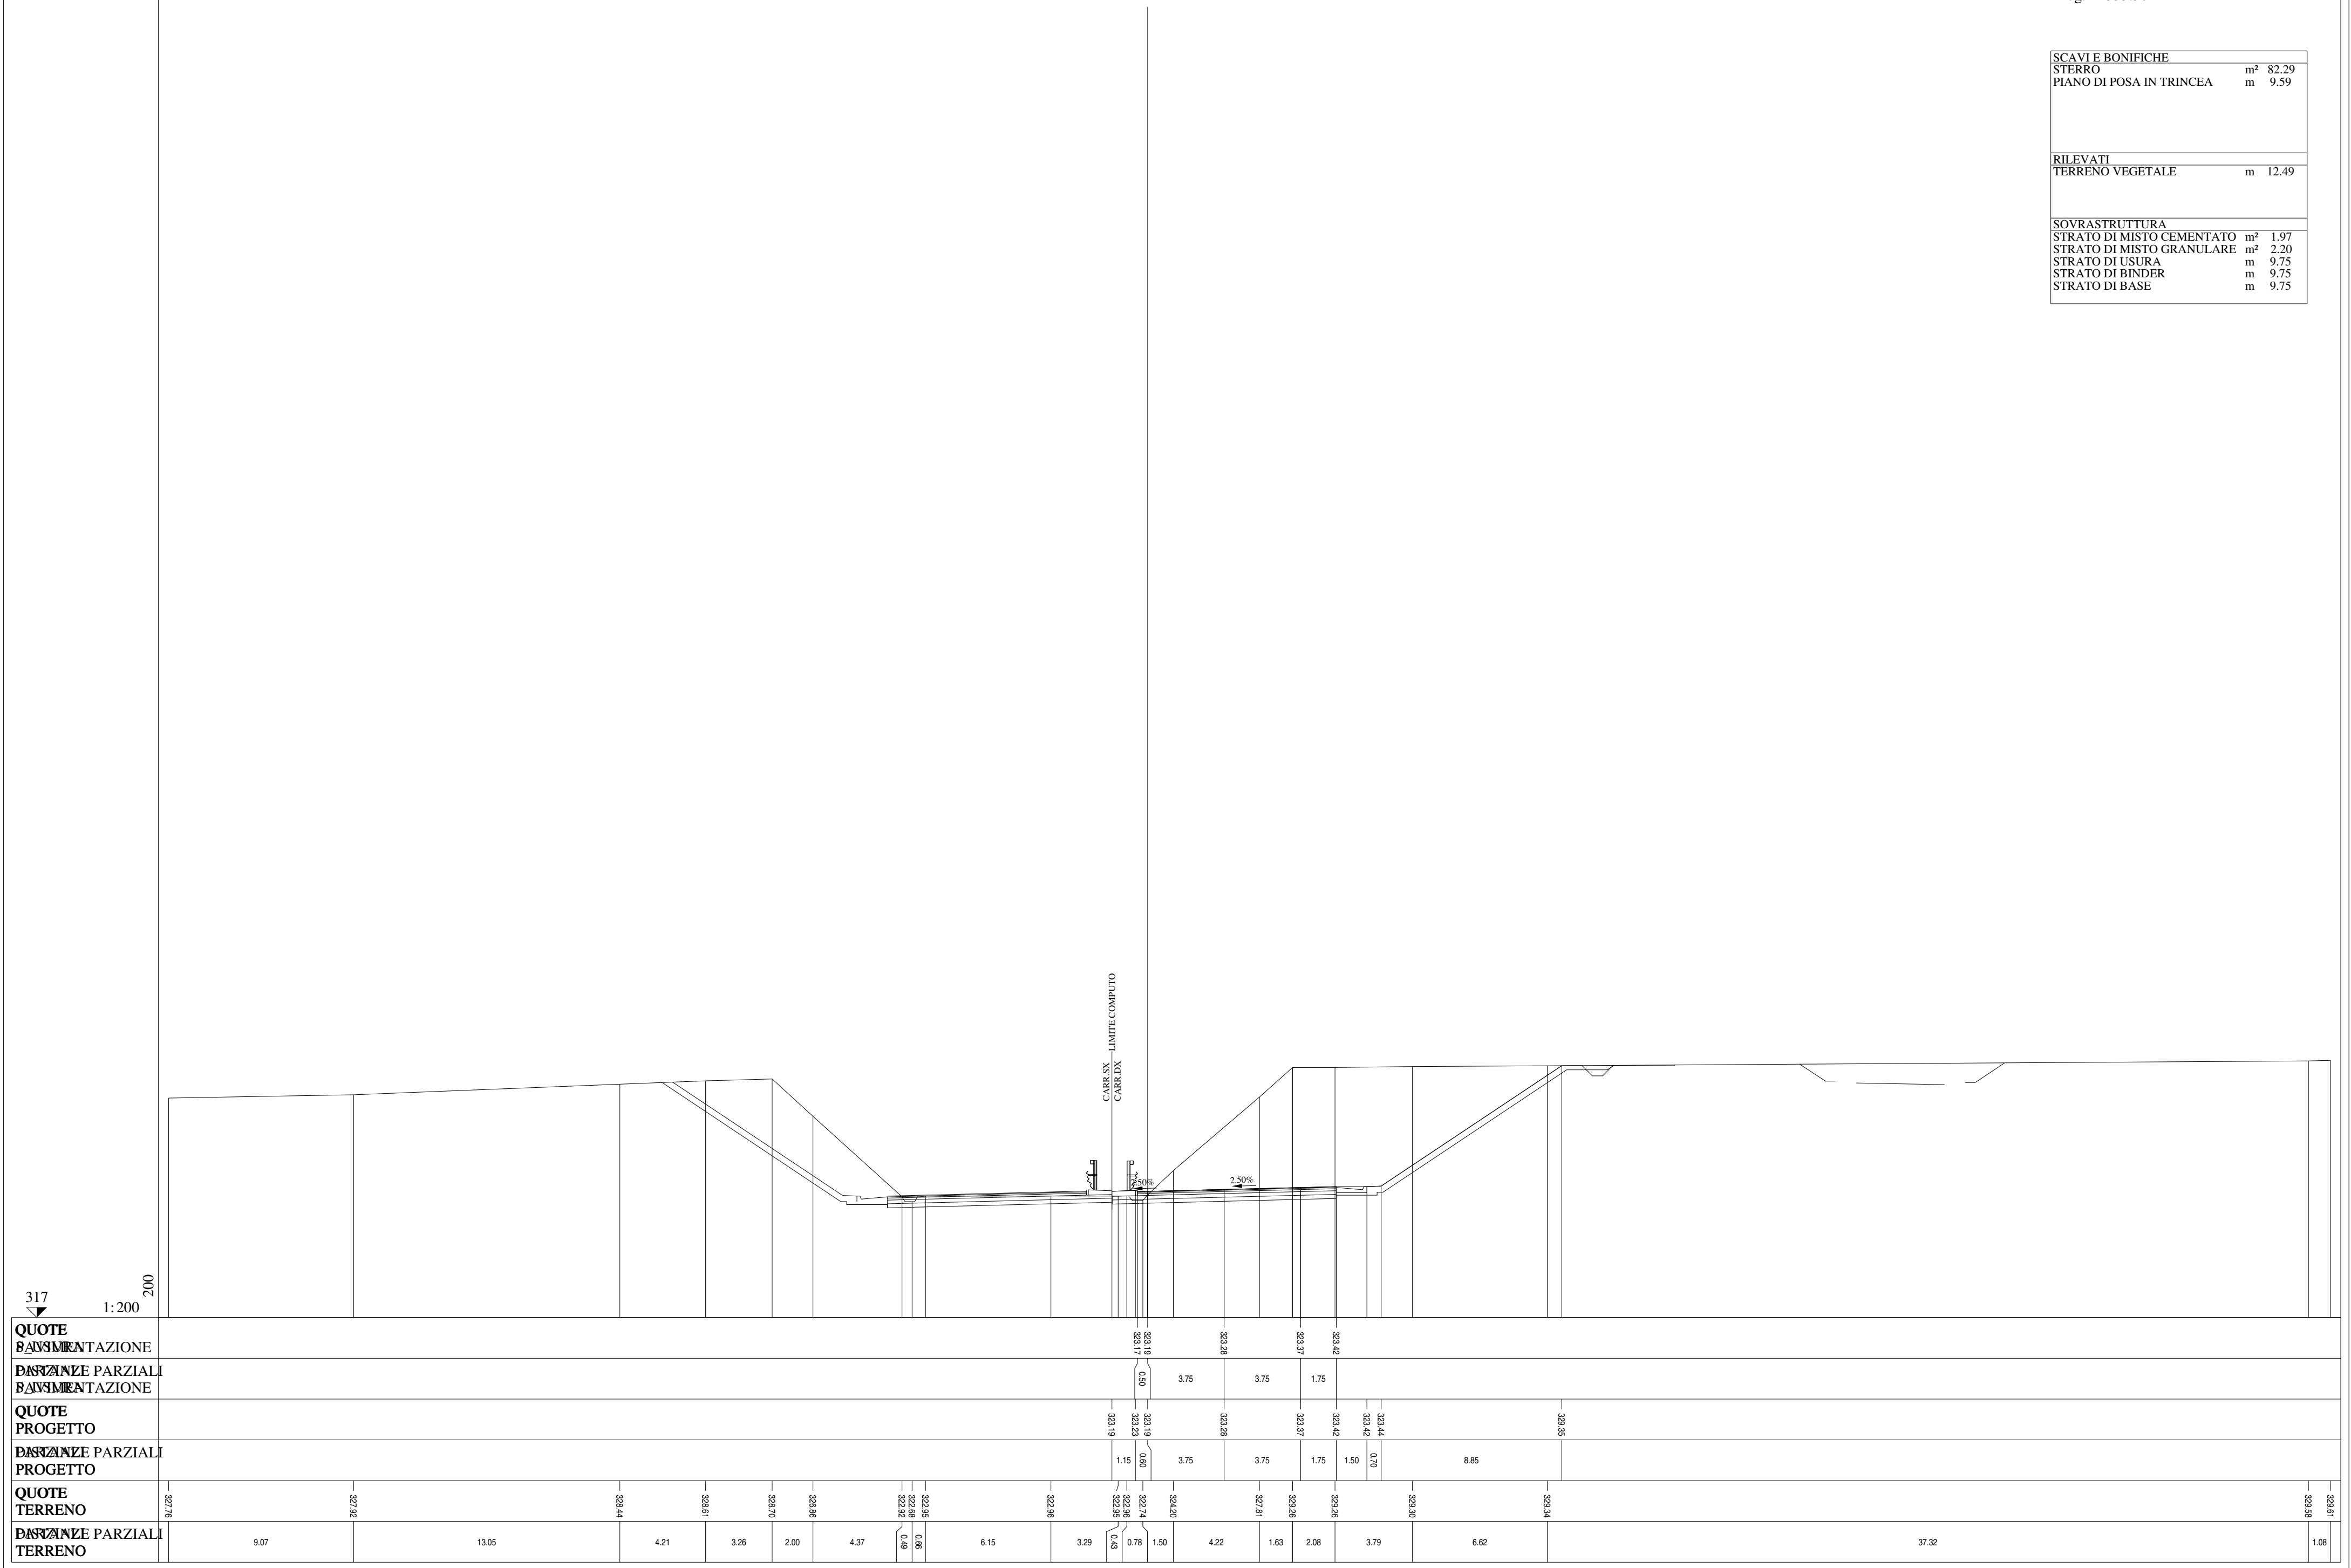 SCAVI E BONIFICHE
STERRO m² 82.29
PIANO DI POSA IN TRINCEA m 9.59
RILEVATI
TERRENO VEGETALE m 12.49
SOVRASTRUTTURA
STRATO DI MISTO CEMENTATO m² 1.97
STRATO DI MISTO GRANULARE m² 2.20
STRATO DI USURA m 9.75
STRATO DI BINDER m 9.75
STRATO DI BASE m 9.75
LIMITE COMPUTO
CARR.SX
CARR.DX
2.50% 2.50%
200
317
1:200
QUOTE
PAVIMENTAZIONE
323.17 323.19 323.28 323.37 323.42
PARZIALI
PAVIMENTAZIONE
0.50 3.75 3.75 1.75
QUOTE
PROGETTO
323.19 323.23 323.19 323.28 323.37 323.42 323.42 323.44 329.35
PARZIALI
PROGETTO
1.15 0.60 3.75 3.75 1.75 1.50 0.70 8.85
QUOTE
TERRENO
327.76 327.92 328.44 328.61 328.70 326.86 322.92 322.68 322.95 322.96 322.95 322.96 322.74 324.20 327.81 329.26 329.26 329.30 329.34 329.58 329.61
PARZIALI
TERRENO
9.07 13.05 4.21 3.26 2.00 4.37 0.49 0.66 6.15 3.29 0.43 0.78 1.50 4.22 1.63 2.08 3.79 6.62 37.32 1.08